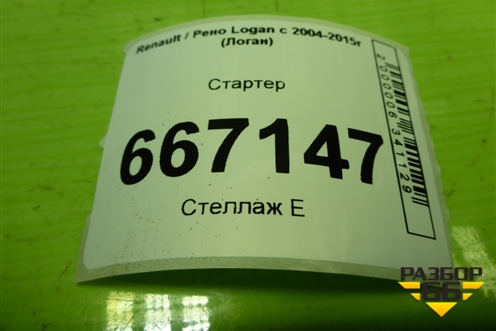 Renault / Рено Logan с 2004-2015г
(Логан)
Стартер
667147
Стеллаж Е
2000006341129
РАЗБОР
66